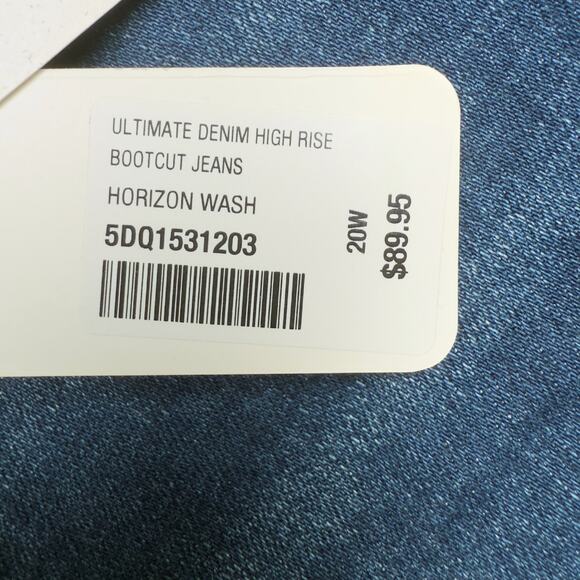 ULTIMATE DENIM HIGH RISE
BOOTCUT JEANS
HORIZON WASH
5DQ1531203
20W
$89.95